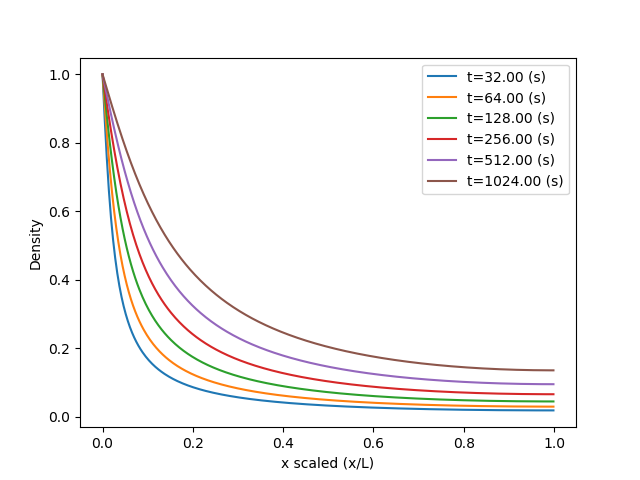 1.0
0.8
0.6
0.4
0.2
0.0
Density
t=32.00 (s)
t=64.00 (s)
t=128.00 (s)
t=256.00 (s)
t=512.00 (s)
t=1024.00 (s)
0.0 0.2 0.4 0.6 0.8 1.0
x scaled (x/L)